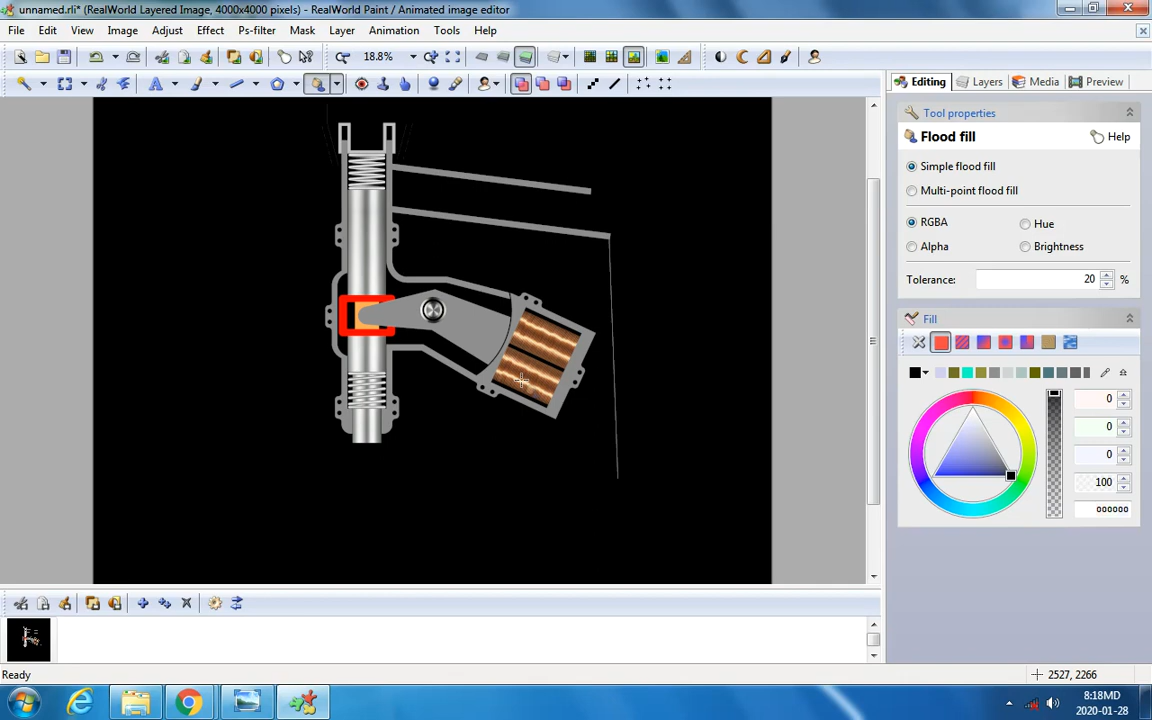 unnamed.rli* (RealWorld Layered Image, 4000x4000 pixels) - RealWorld Paint / Animated image editor
File Edit View Image Adjust Effect Ps-filter Mask Layer Animation Tools Help
18.8%
Editing Layers Media Preview
Tool properties
Flood fill Help
Simple flood fill
Multi-point flood fill
RGBA Hue
Alpha Brightness
Tolerance: 20 %
Fill
0
0
0
100
000000
Ready
2527, 2266
8:18MD
2020-01-28